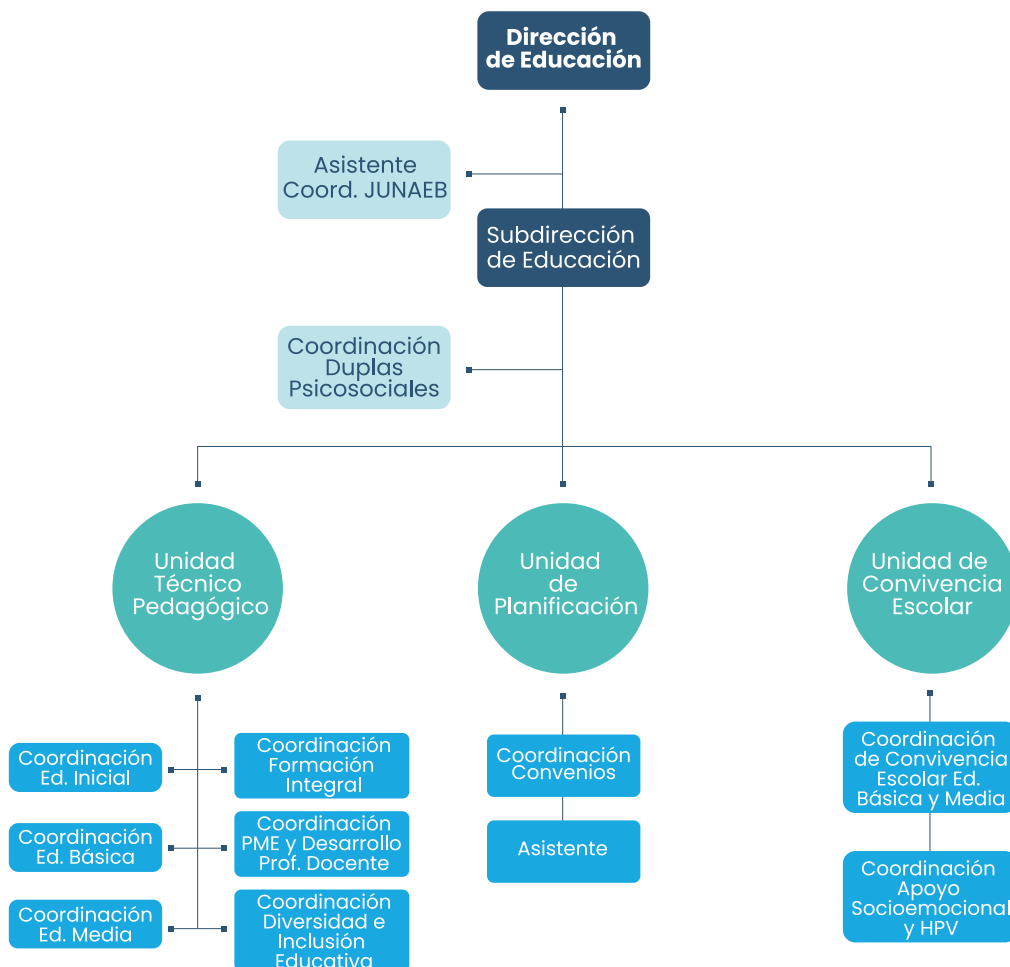 Dirección
de Educación
Asistente
Coord. JUNAEB
Subdirección
de Educación
Coordinación
Duplas
Psicosociales
Unidad
Técnico
Pedagógico
Unidad
de
Planificación
Unidad de
Convivencia
Escolar
Coordinación
Ed. Inicial
Coordinación
Formación
Integral
Coordinación
Ed. Básica
Coordinación
PME y Desarrollo
Prof. Docente
Coordinación
Ed. Media
Coordinación
Diversidad e
Inclusión
Educativa
Coordinación
Convenios
Asistente
Coordinación
de Convivencia
Escolar Ed.
Básica y Media
Coordinación
Apoyo
Socioemocional
y HPV